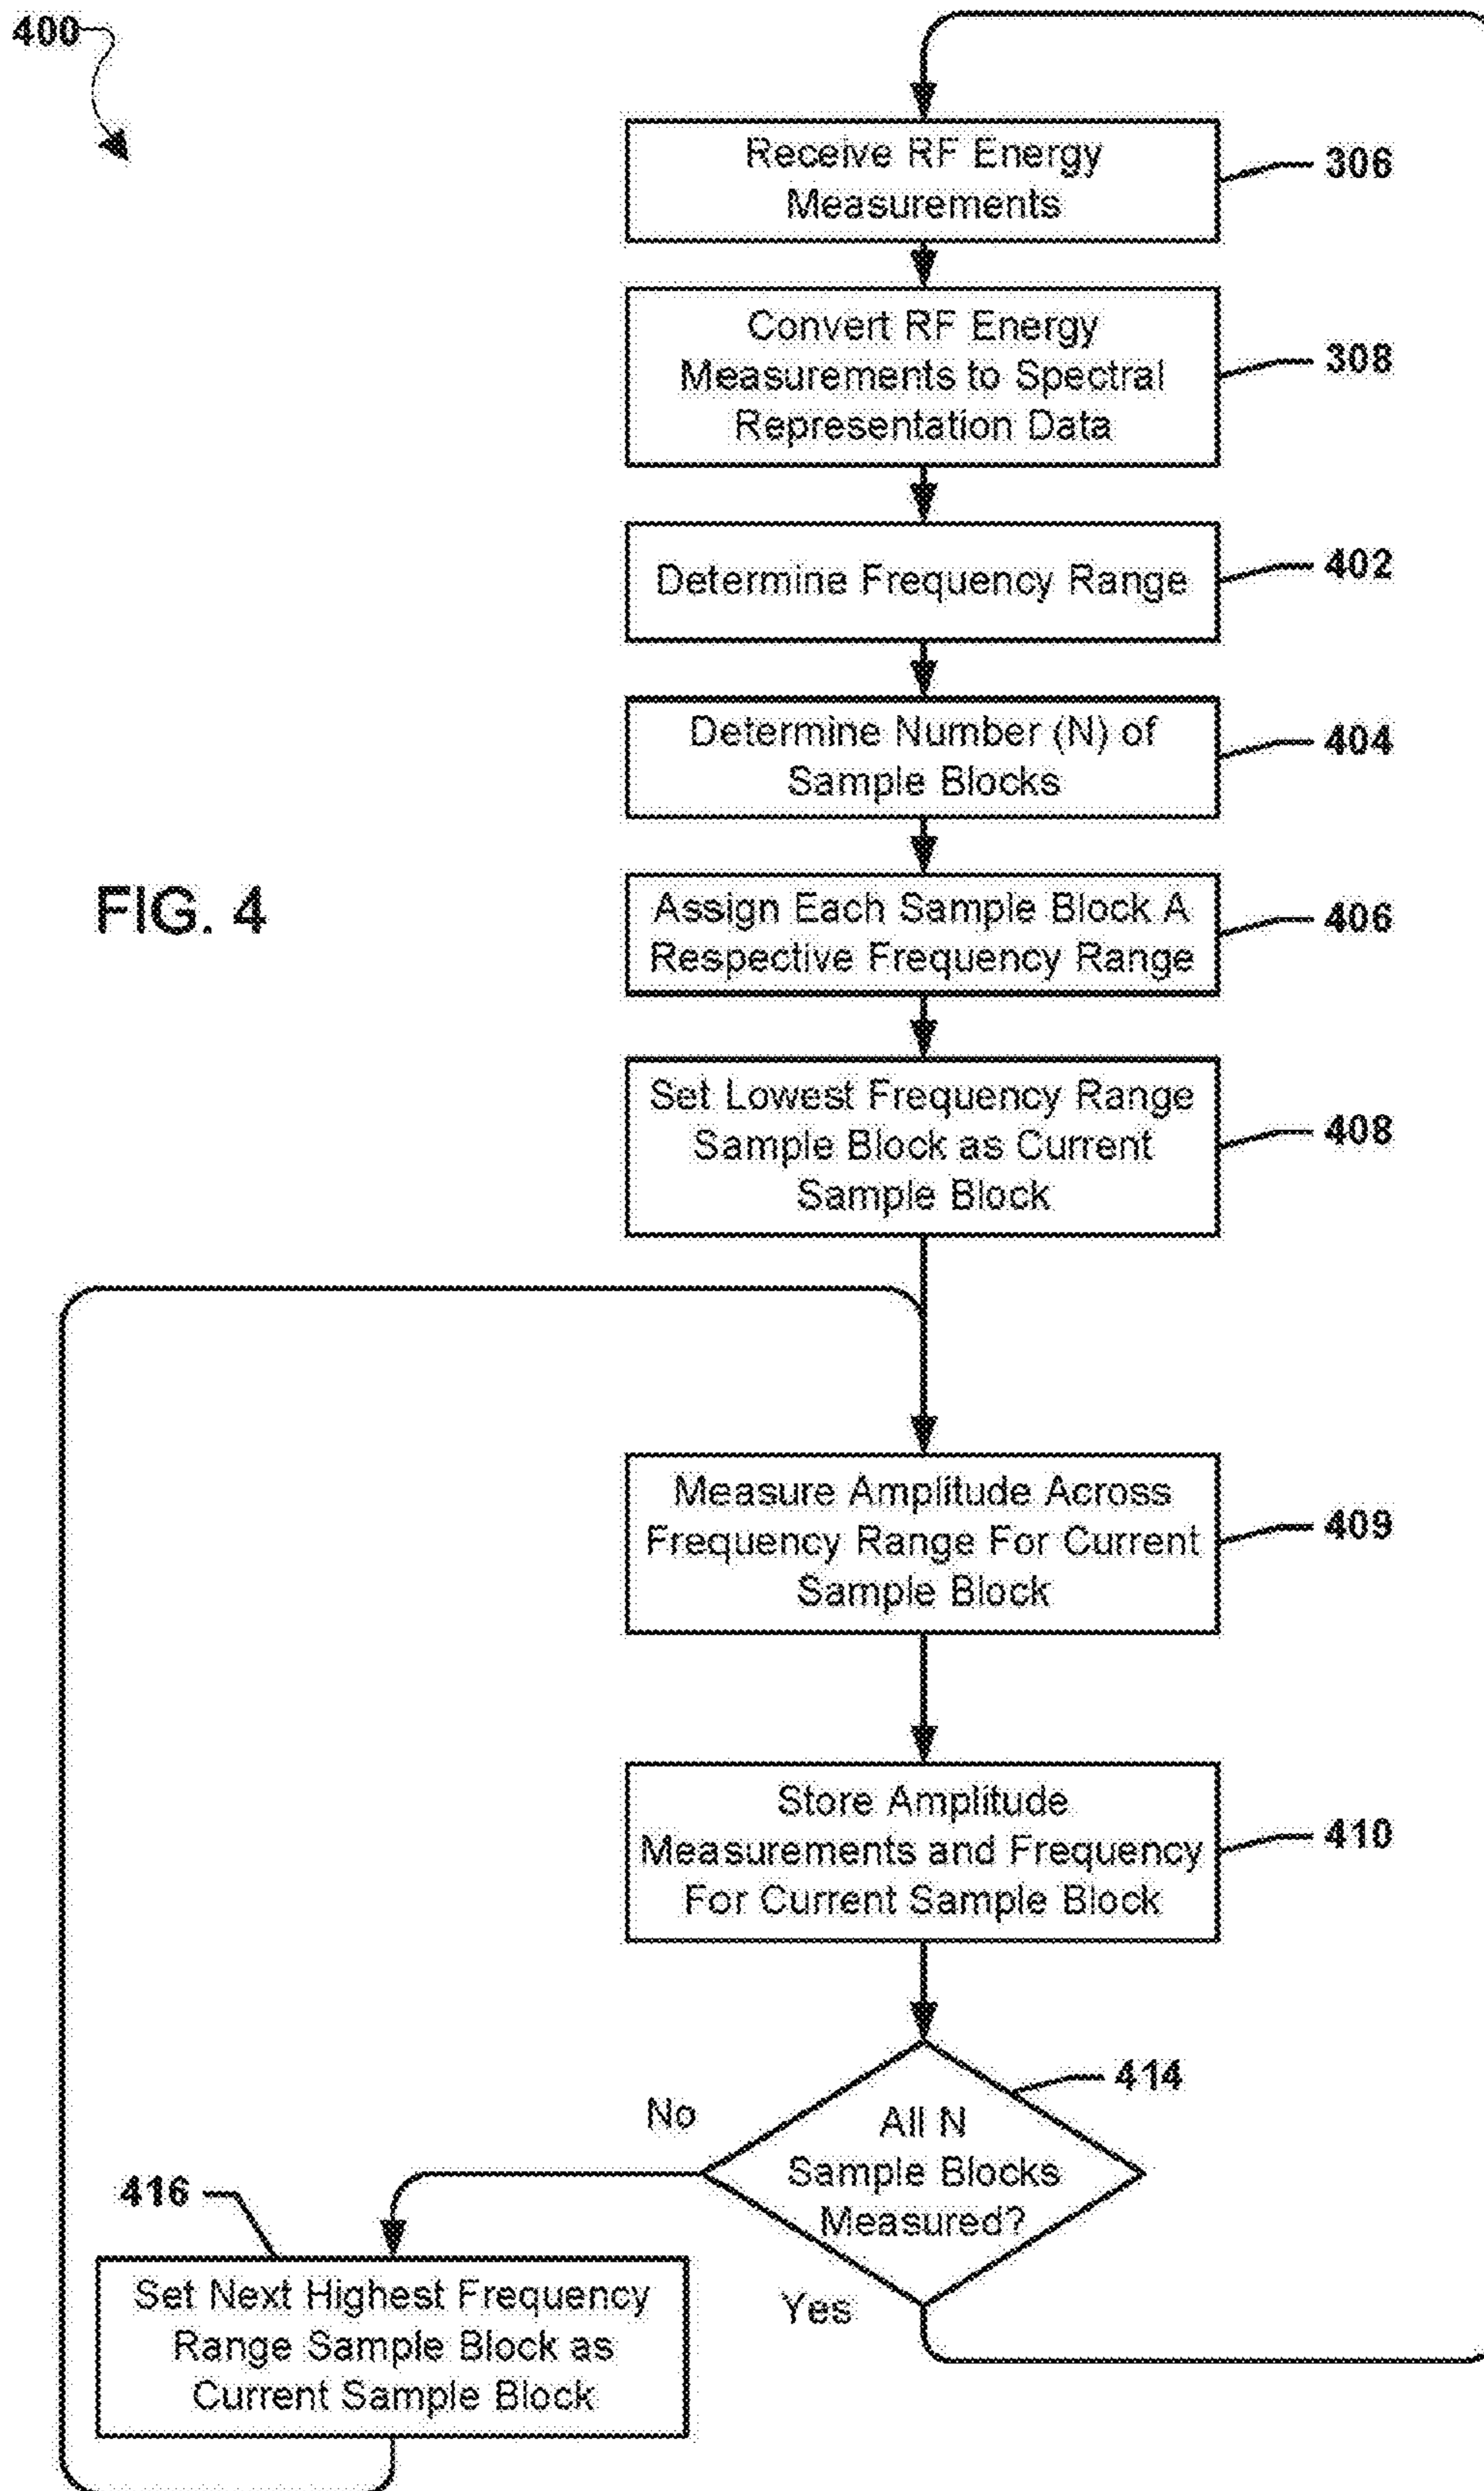 400
Receive RF Energy
Measurements
306
Convert RF Energy
Measurements to Spectral
Representation Data
308
Determine Frequency Range
402
Determine Number (N) of
Sample Blocks
404
FIG. 4
Assign Each Sample Block A
Respective Frequency Range
406
Set Lowest Frequency Range
Sample Block as Current
Sample Block
408
Measure Amplitude Across
Frequency Range For Current
Sample Block
409
Store Amplitude
Measurements and Frequency
For Current Sample Block
410
414
No
All N
Sample Blocks
Measured?
Yes
416
Set Next Highest Frequency
Range Sample Block as
Current Sample Block